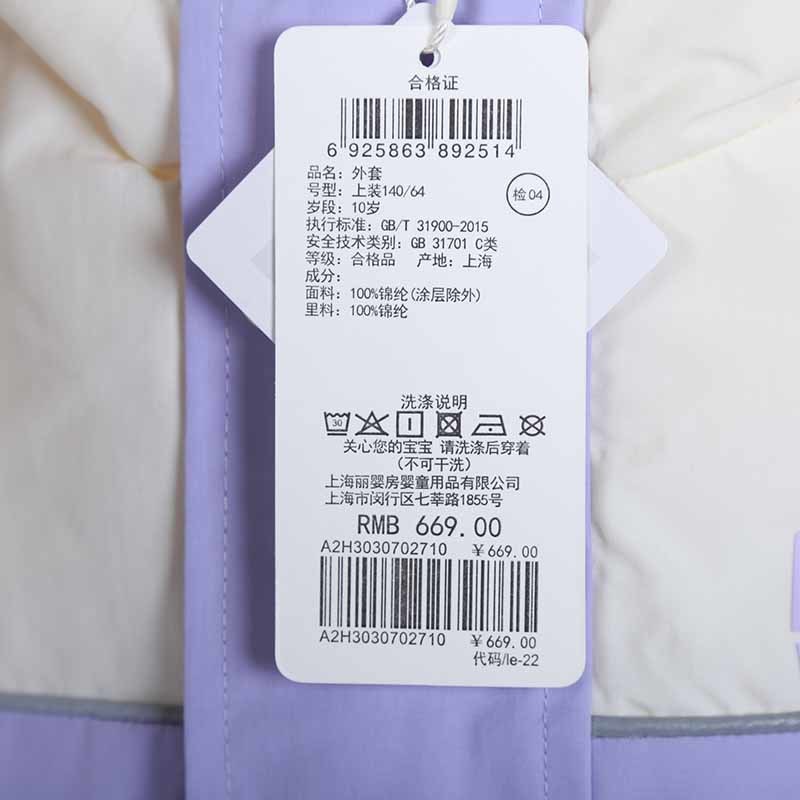 合格证
6 925863 892514
品名: 外套
号型: 上装140/64
检04
岁段: 10岁
执行标准: GB/T 31900-2015
安全技术类别: GB 31701 C类
等级: 合格品 产地: 上海
成分:
面料: 100%锦纶(涂层除外)
里料: 100%锦纶
洗涤说明
30
关心您的宝宝 请洗涤后穿着
(不可干洗)
上海丽婴房婴童用品有限公司
上海市闵行区七莘路1855号
RMB 669.00
A2H3030702710 ￥669.00
A2H3030702710 ￥669.00
代码/le-22